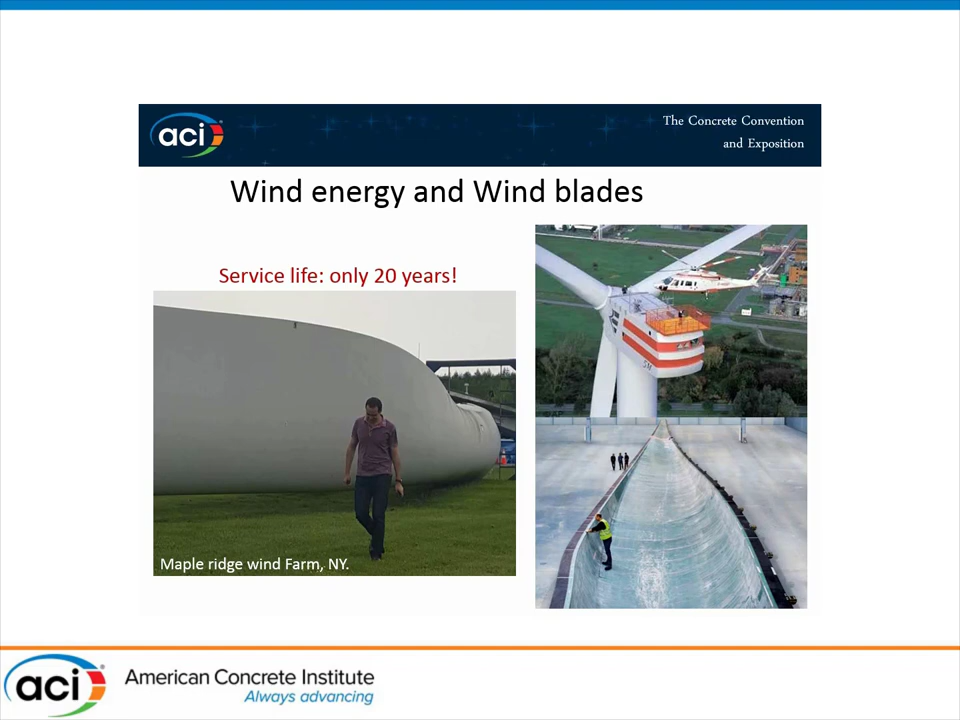 aci
The Concrete Convention
and Exposition
Wind energy and Wind blades
Service life: only 20 years!
5M
Maple ridge wind Farm, NY.
aci
American Concrete Institute
Always advancing